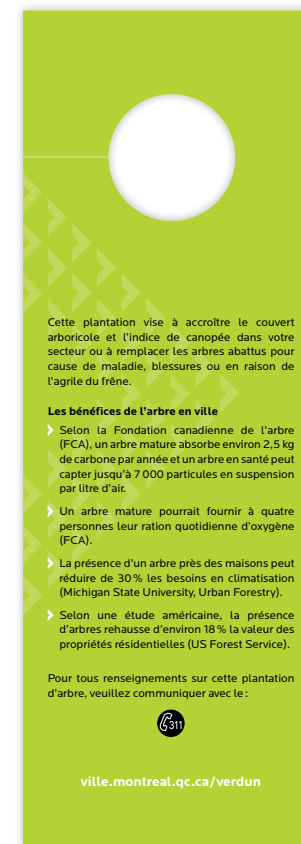 Cette plantation vise à accroître le couvert
arboricole et l'indice de canopée dans votre
secteur ou à remplacer les arbres abattus pour
cause de maladie, blessures ou en raison de
l'agrile du frêne.
Les bénéfices de l'arbre en ville
Selon la Fondation canadienne de l'arbre
(FCA), un arbre mature absorbe environ 2,5 kg
de carbone par année et un arbre en santé peut
capter jusqu'à 7 000 particules en suspension
par litre d'air.
Un arbre mature pourrait fournir à quatre
personnes leur ration quotidienne d'oxygène
(FCA).
La présence d'un arbre près des maisons peut
réduire de 30 % les besoins en climatisation
(Michigan State University, Urban Forestry).
Selon une étude américaine, la présence
d'arbres rehausse d'environ 18 % la valeur des
propriétés résidentielles (US Forest Service).
Pour tous renseignements sur cette plantation
d'arbre, veuillez communiquer avec le :
311
ville.montreal.qc.ca/verdun